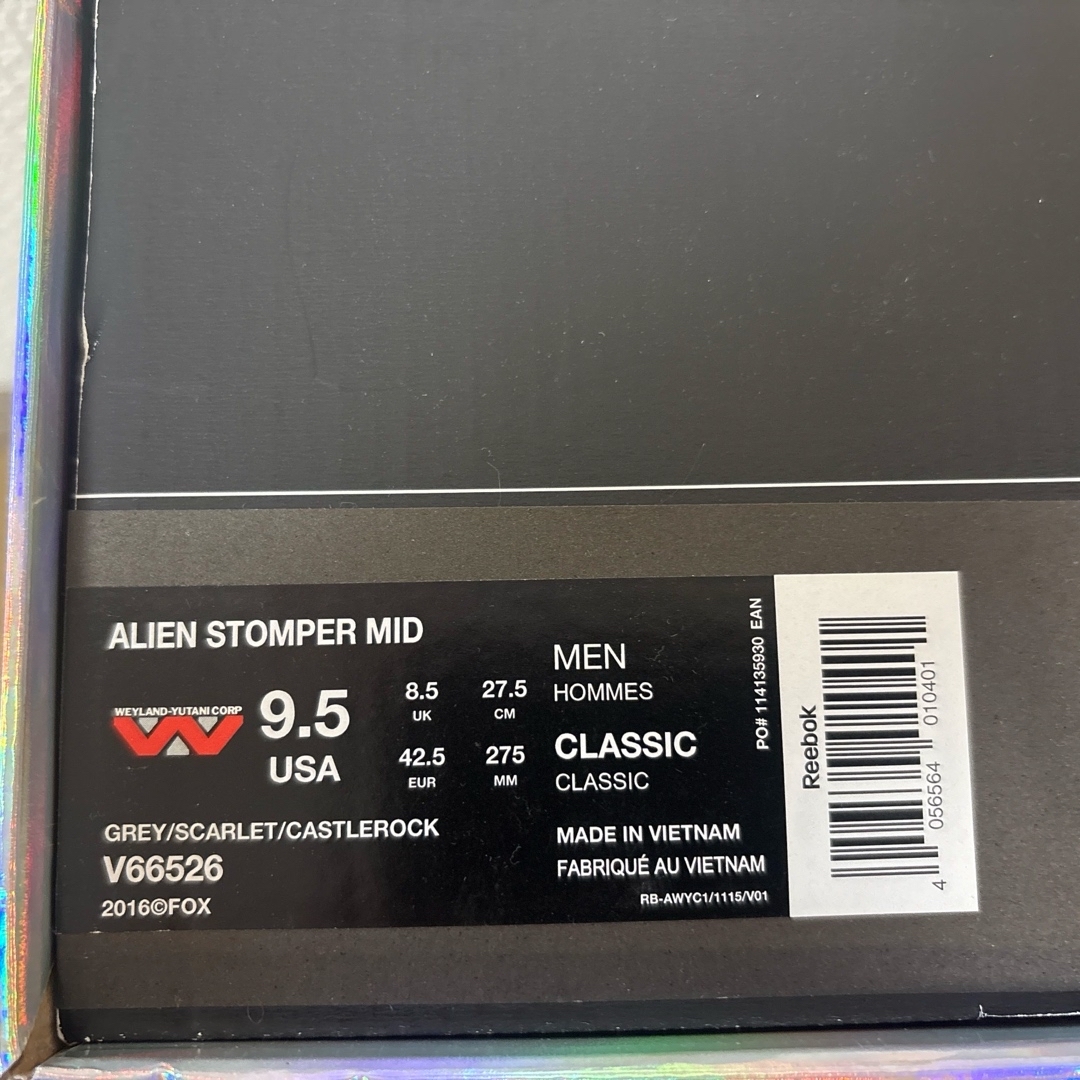 ALIEN STOMPER MID
WEYLAND-YUTANI CORP
9.5
USA
8.5
UK
27.5
CM
42.5
EUR
275
MM
GREY/SCARLET/CASTLEROCK
V66526
2016©FOX
MEN
HOMMES
CLASSIC
CLASSIC
MADE IN VIETNAM
FABRIQUÉ AU VIETNAM
RB-AWYC1/1115/V01
PO# 114135930 EAN
Reebok
4 056564 010401